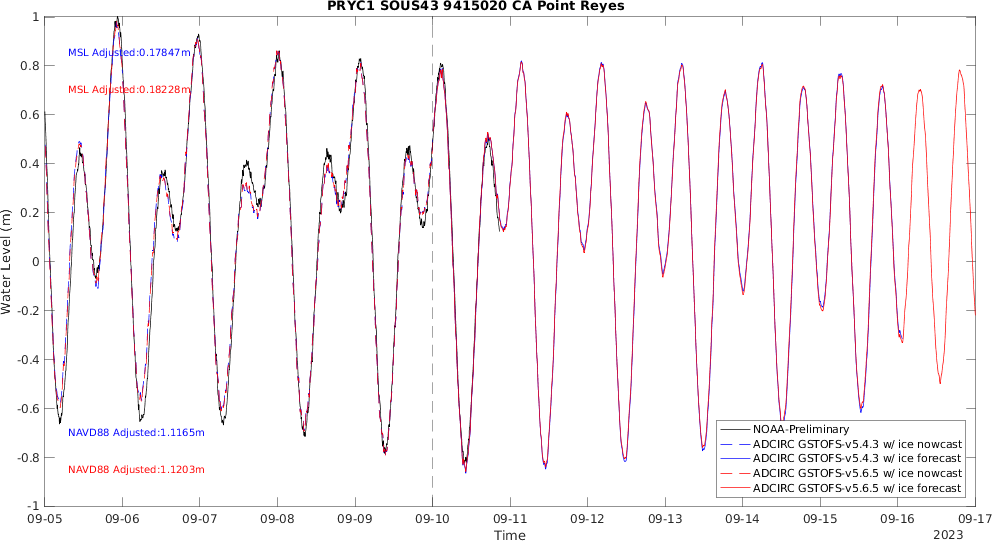 PRYC1 SOUS43 9415020 CA Point Reyes
1
0.8
0.6
0.4
0.2
0
-0.2
-0.4
-0.6
-0.8
-1
Water Level (m)
MSL Adjusted:0.17847m
MSL Adjusted:0.18228m
NAVD88 Adjusted:1.1165m
NAVD88 Adjusted:1.1203m
NOAA-Preliminary
ADCIRC GSTOFS-v5.4.3 w/ ice nowcast
ADCIRC GSTOFS-v5.4.3 w/ ice forecast
ADCIRC GSTOFS-v5.6.5 w/ ice nowcast
ADCIRC GSTOFS-v5.6.5 w/ ice forecast
09-05 09-06 09-07 09-08 09-09 09-10 09-11 09-12 09-13 09-14 09-15 09-16 09-17
Time
2023